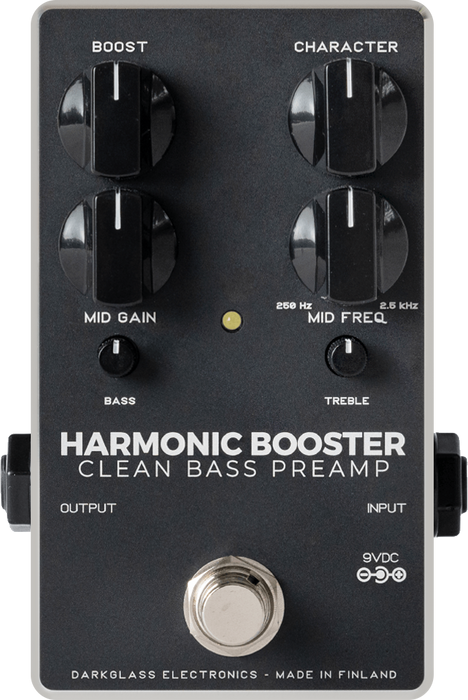 BOOST CHARACTER
250 Hz 2.5 kHz
MID GAIN MID FREQ
BASS TREBLE
HARMONIC BOOSTER
CLEAN BASS PREAMP
OUTPUT INPUT
9VDC
DARKGLASS ELECTRONICS - MADE IN FINLAND